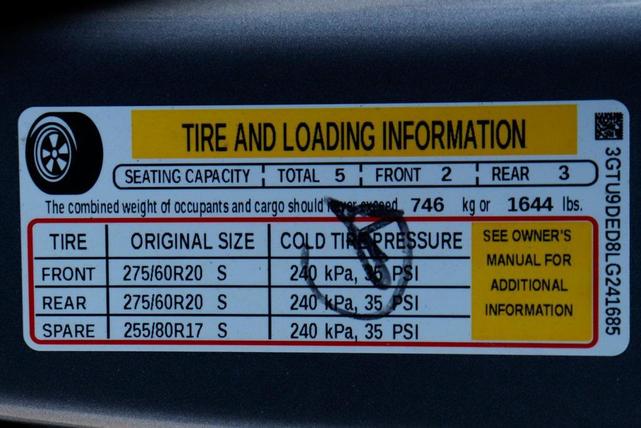 TIRE AND LOADING INFORMATION
SEATING CAPACITY TOTAL 5 FRONT 2 REAR 3
The combined weight of occupants and cargo should never exceed 746 kg or 1644 lbs.
TIRE ORIGINAL SIZE COLD TIRE PRESSURE
FRONT 275/60R20 S 240 kPa, 35 PSI
REAR 275/60R20 S 240 kPa, 35 PSI
SPARE 255/80R17 S 240 kPa, 35 PSI
SEE OWNER'S
MANUAL FOR
ADDITIONAL
INFORMATION
3GTU9DED8LG241685